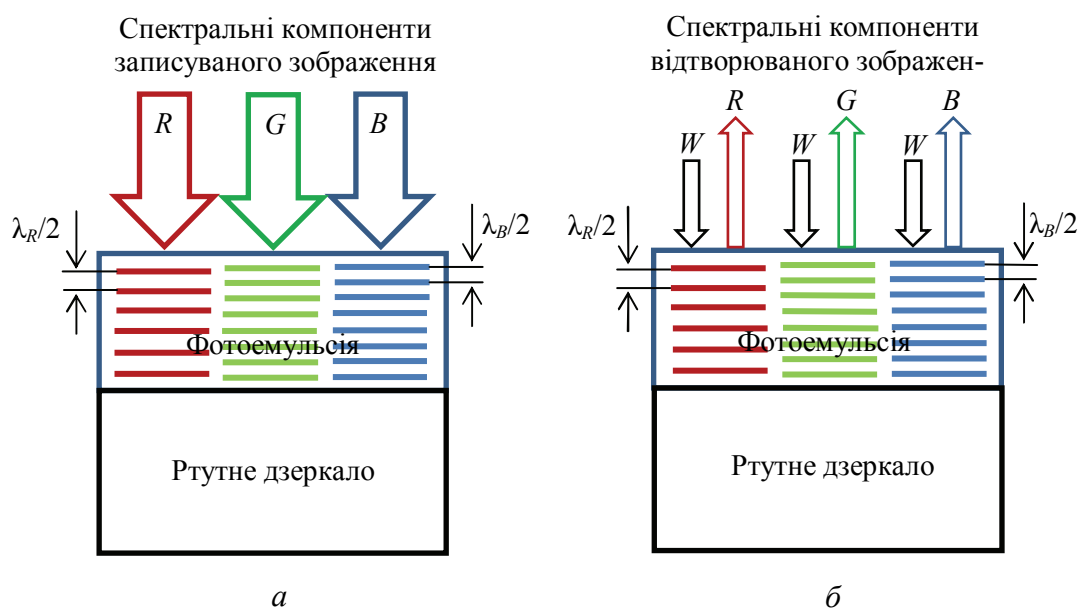 Спектральні компоненти
записуваного зображення
R
G
B
λR/2
λB/2
Фотоемульсія
Ртутне дзеркало
а
Спектральні компоненти
відтворюваного зображен-
R
G
B
W
W
W
λR/2
λB/2
Фотоемульсія
Ртутне дзеркало
б